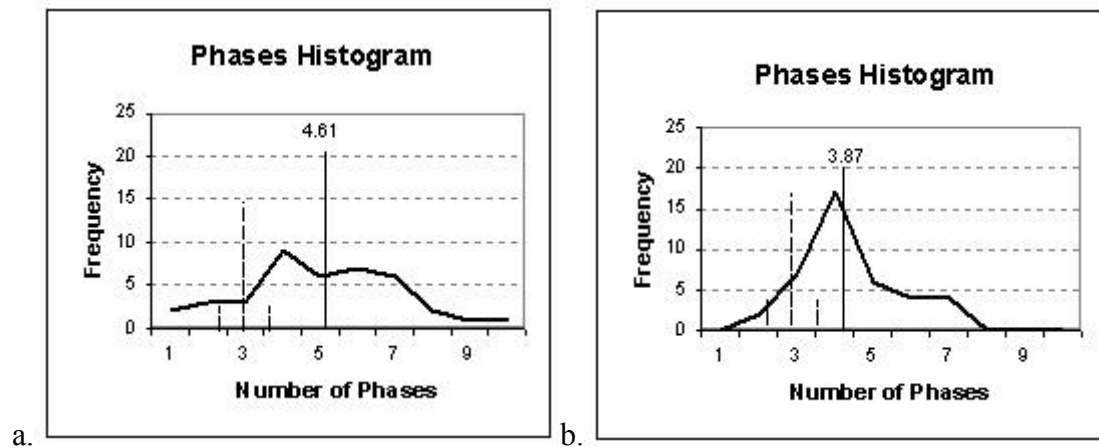 Phases Histogram
25
20
15
10
5
0
4.61
Frequency
1 3 5 7 9
Number of Phases
a.
Phases Histogram
25
20
15
10
5
0
3.87
Frequency
1 3 5 7 9
Number of Phases
b.